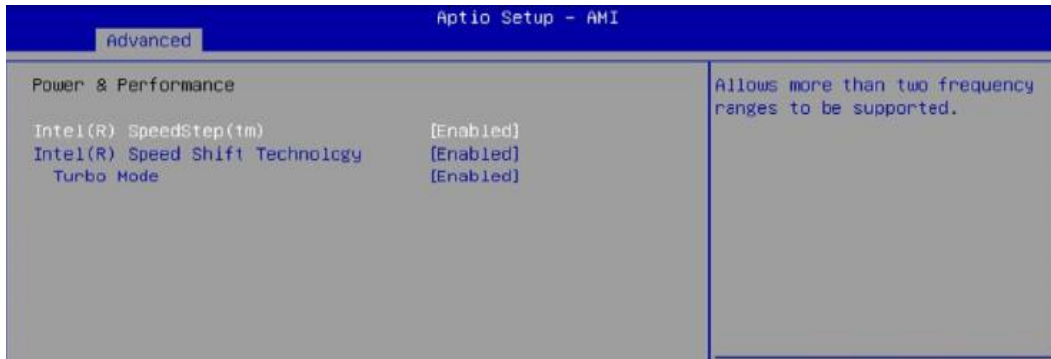 Aptio Setup - AMI
Advanced
Power & Performance
Intel(R) SpeedStep(tm) [Enabled]
Intel(R) Speed Shift Technology [Enabled]
Turbo Mode [Enabled]
Allows more than two frequency
ranges to be supported.